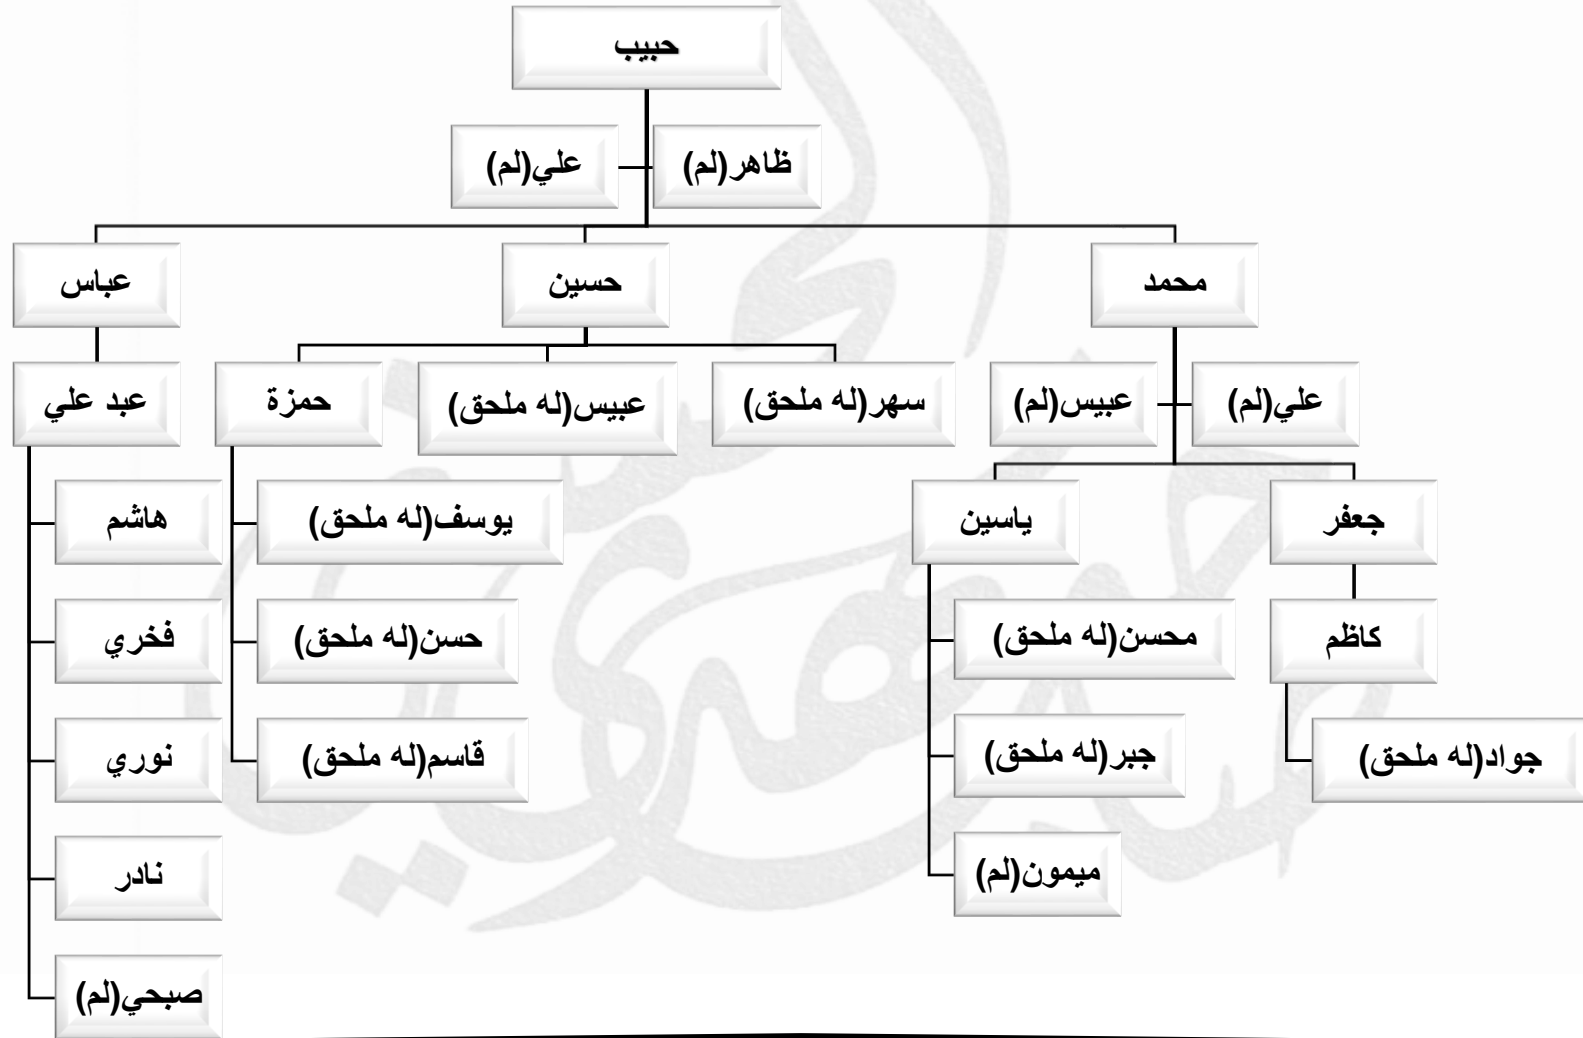 حبيب
ظاهر(لم)
علي(لم)
محمد
حسين
عباس
علي(لم)
عبيس(لم)
سهر(له ملحق)
عبيس(له ملحق)
حمزة
عبد علي
جعفر
ياسين
يوسف(له ملحق)
هاشم
كاظم
محسن(له ملحق)
حسن(له ملحق)
فخري
جواد(له ملحق)
جبر(له ملحق)
قاسم(له ملحق)
نوري
ميمون(لم)
نادر
صبحي(لم)